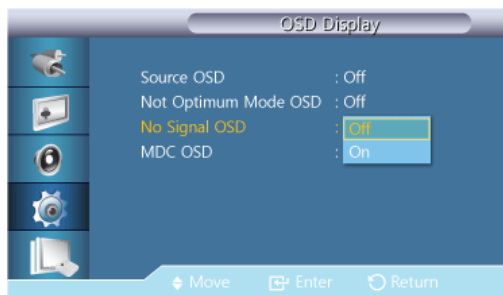 OSD Display
Source OSD : Off
Not Optimum Mode OSD : Off
No Signal OSD : Off
MDC OSD : On
Move Enter Return